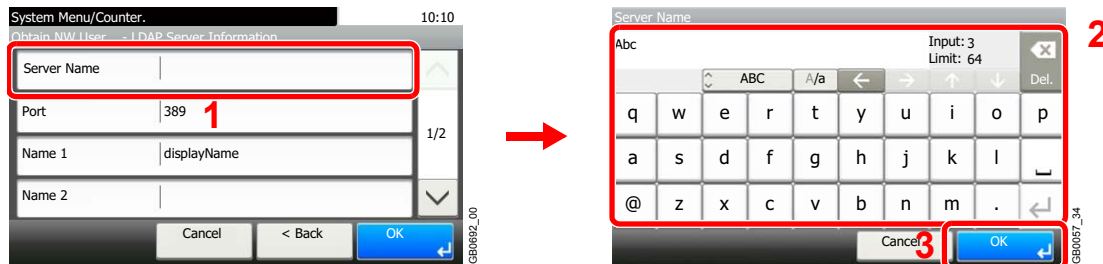 System Menu/Counter. 10:10
Obtain NW User - LDAP Server Information
Server Name
1
Port 389
Name 1 displayName
1/2
Name 2
Cancel < Back OK
GB0692_00
Server Name
2
Abc Input: 3
Limit: 64
ABC A/a Del.
q w e r t y u i o p
a s d f g h j k l
@ z x c v b n m .
3
Cancel OK
GB0057_34